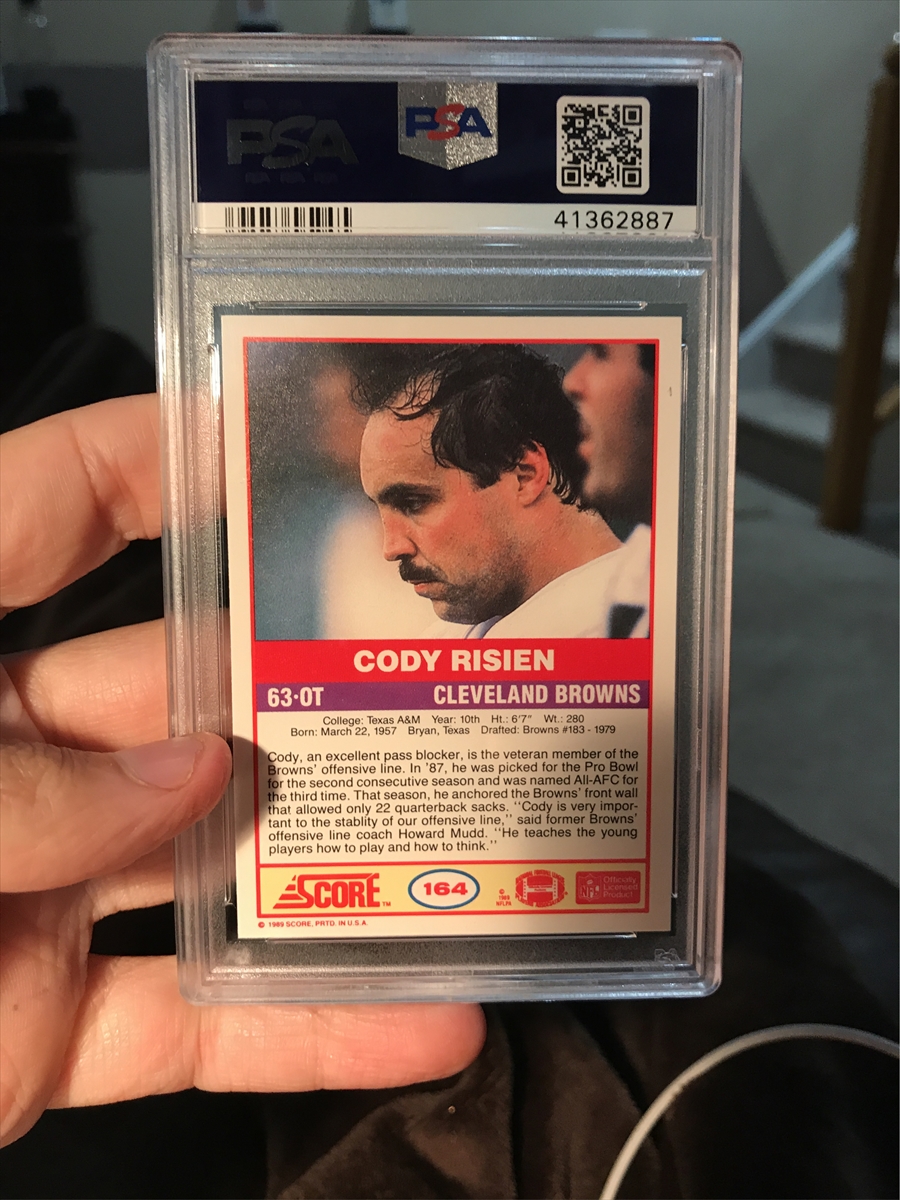 PSA
PSA
41362887
CODY RISIEN
63·OT CLEVELAND BROWNS
College: Texas A&M Year: 10th Ht.: 6'7" Wt.: 280
Born: March 22, 1957 Bryan, Texas Drafted: Browns #183 - 1979
Cody, an excellent pass blocker, is the veteran member of the
Browns' offensive line. In '87, he was picked for the Pro Bowl
for the second consecutive season and was named All-AFC for
the third time. That season, he anchored the Browns' front wall
that allowed only 22 quarterback sacks. "Cody is very impor-
tant to the stablity of our offensive line," said former Browns'
offensive line coach Howard Mudd. "He teaches the young
players how to play and how to think."
SCORE™ 164 © 1989 NFLPA NFL Officially Licensed Product
© 1989 SCORE, PRTD. IN U.S.A.